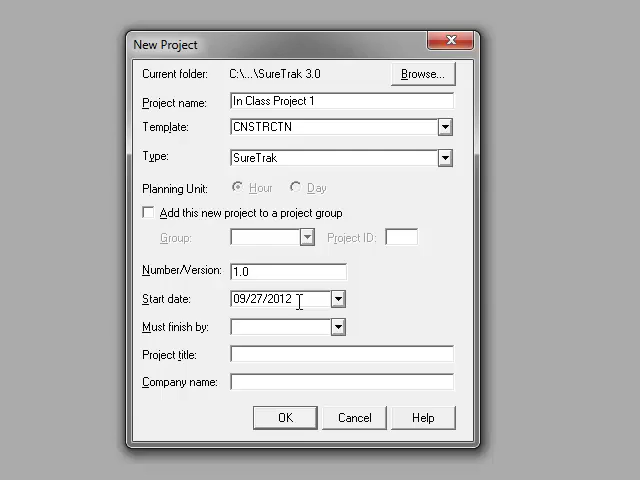 New Project
Current folder: C:\...\SureTrak 3.0 Browse...
Project name: In Class Project 1
Template: CNSTRCTN
Type: SureTrak
Planning Unit: Hour Day
Add this new project to a project group
Group: Project ID:
Number/Version: 1.0
Start date: 09/27/2012
Must finish by:
Project title:
Company name:
OK Cancel Help